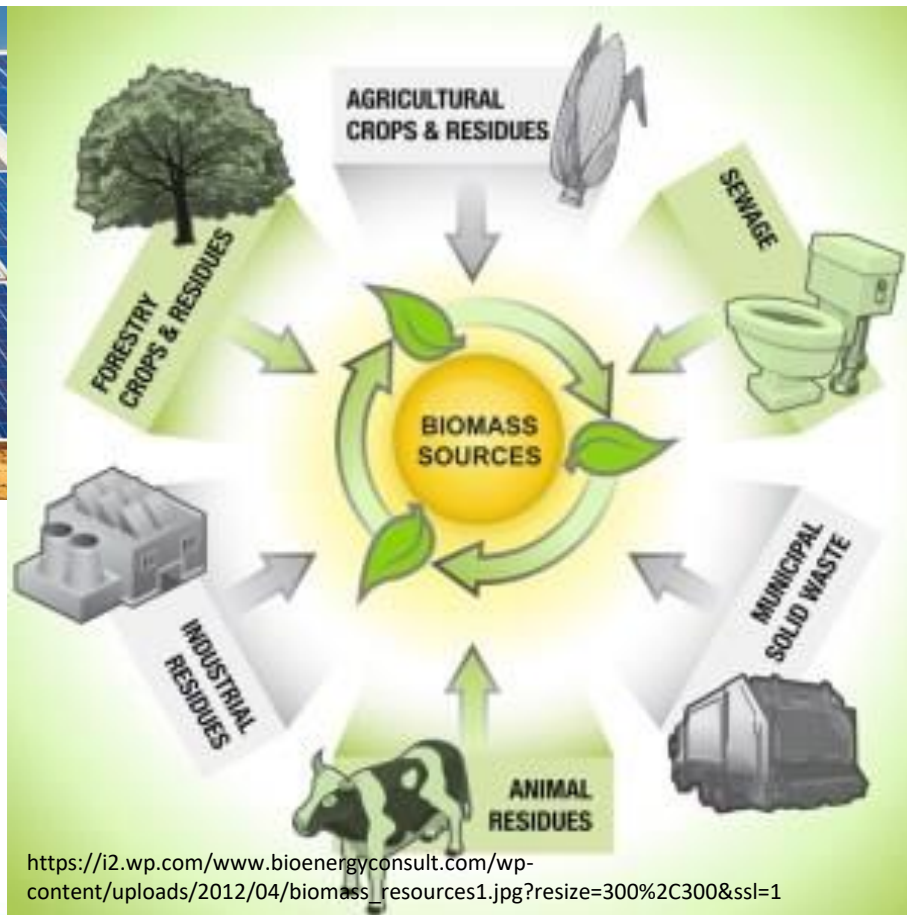 AGRICULTURAL
CROPS & RESIDUES
SEWAGE
FORESTRY
CROPS & RESIDUES
BIOMASS
SOURCES
MUNICIPAL
SOLID WASTE
INDUSTRIAL
RESIDUES
ANIMAL
RESIDUES
https://i2.wp.com/www.bioenergyconsult.com/wp-
content/uploads/2012/04/biomass_resources1.jpg?resize=300%2C300&ssl=1